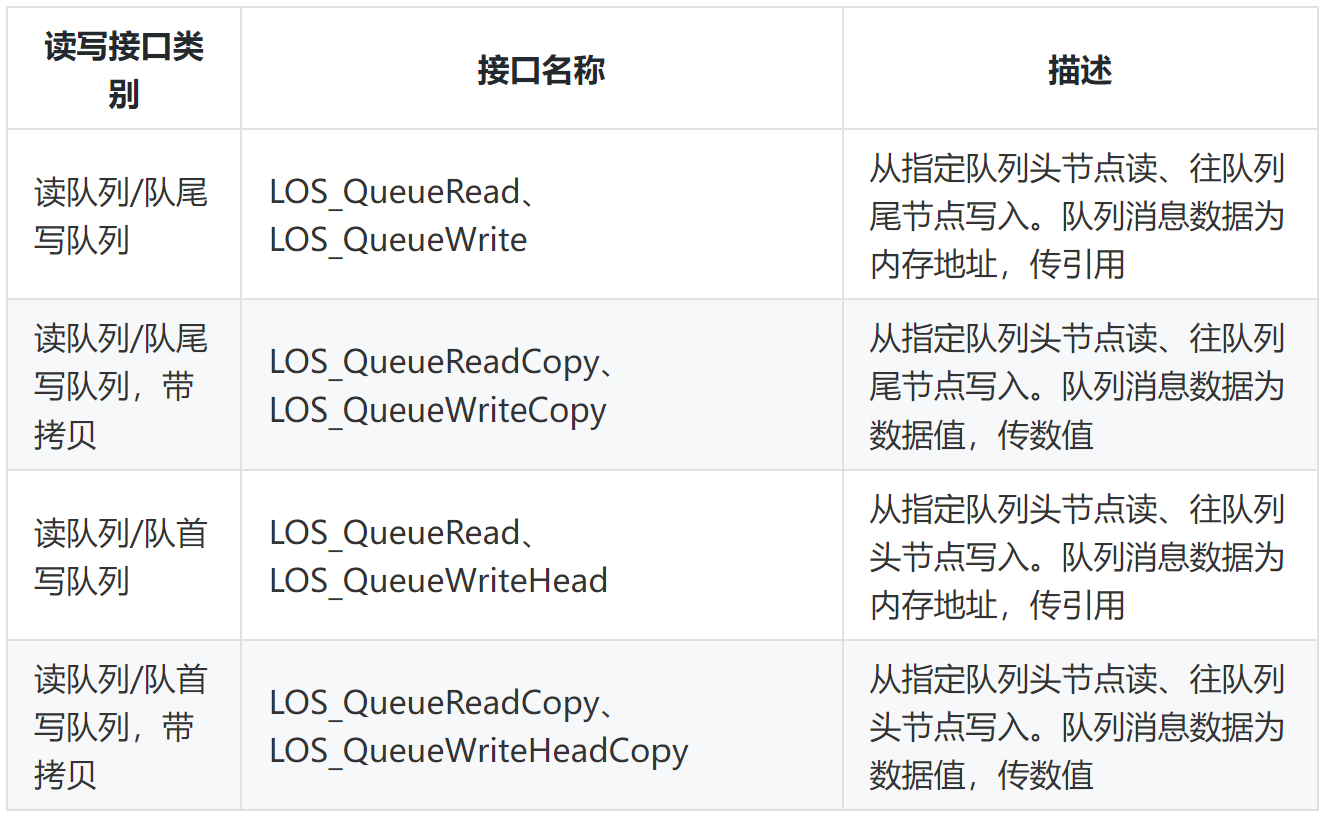 读写接口类
别
接口名称
描述
读队列/队尾
写队列
LOS_QueueRead、
LOS_QueueWrite
从指定队列头节点读、往队列
尾节点写入。队列消息数据为
内存地址，传引用
读队列/队尾
写队列，带
拷贝
LOS_QueueReadCopy、
LOS_QueueWriteCopy
从指定队列头节点读、往队列
尾节点写入。队列消息数据为
数据值，传数值
读队列/队首
写队列
LOS_QueueRead、
LOS_QueueWriteHead
从指定队列头节点读、往队列
头节点写入。队列消息数据为
内存地址，传引用
读队列/队首
写队列，带
拷贝
LOS_QueueReadCopy、
LOS_QueueWriteHeadCopy
从指定队列头节点读、往队列
头节点写入。队列消息数据为
数据值，传数值